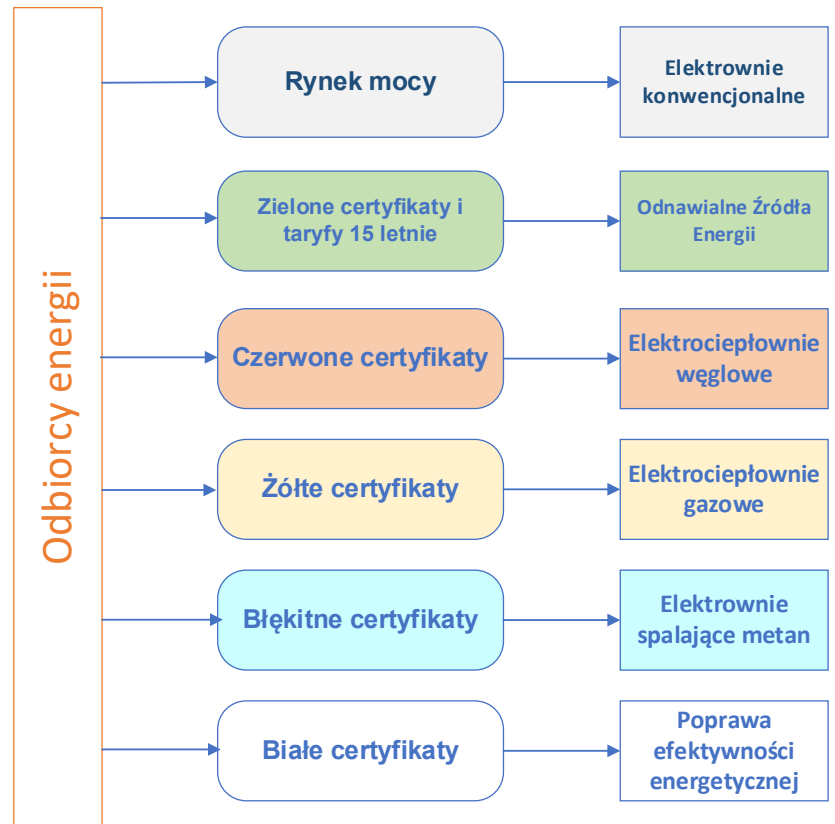 Odbiorcy energii
Rynek mocy
Elektrownie
konwencjonalne
Zielone certyfikaty i
taryfy 15 letnie
Odnawialne Źródła
Energii
Czerwone certyfikaty
Elektrociepłownie
węglowe
Żółte certyfikaty
Elektrociepłownie
gazowe
Błękitne certyfikaty
Elektrownie
spalające metan
Białe certyfikaty
Poprawa
efektywności
energetycznej